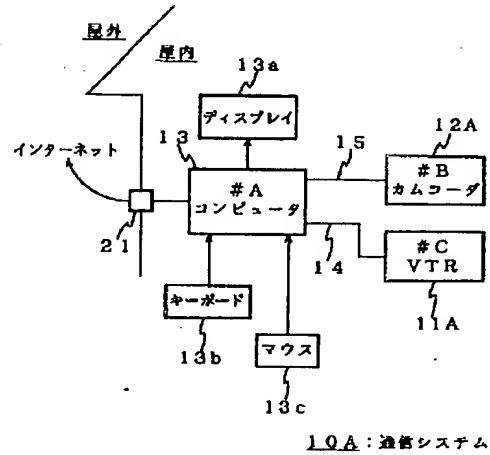 屋外
屋内
13a
ディスプレイ
13
12A
インターネット
15
#A
コンピュータ
#B
カムコーダ
21
14
#C
VTR
キーボード
11A
13b
マウス
13c
10A:通信システム